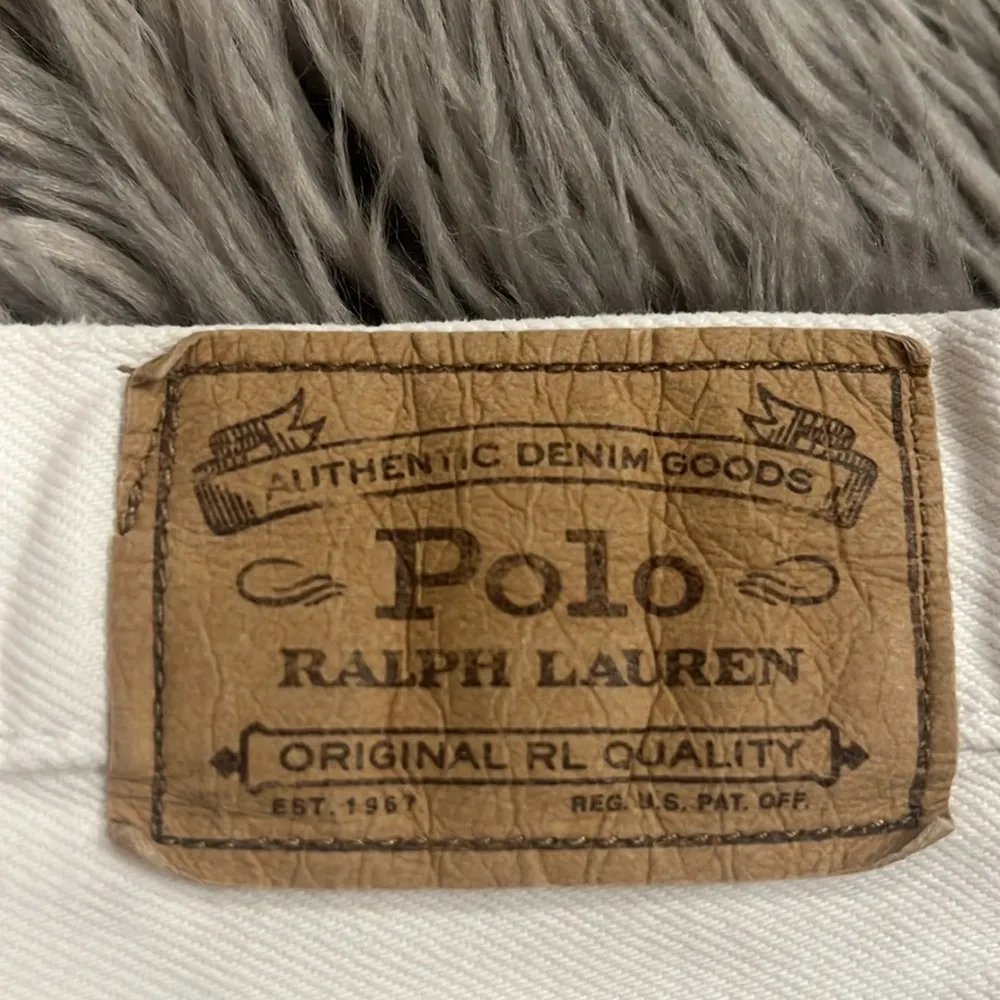 AUTHENTIC DENIM GOODS
Polo
RALPH LAUREN
ORIGINAL RL QUALITY
EST. 1967 REG. U.S. PAT. OFF.